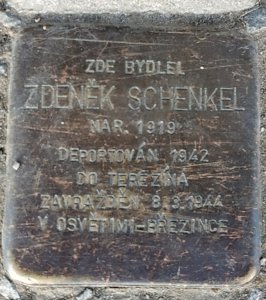 ZDE BYDLEL
ZDENĚK SCHENKEL
NAR. 1919
DEPORTOVÁN 1942
DO TEREZÍNA
ZAVRAŽDĚN 8.3.1944
V OSVĚTIMI-BŘEZINCE